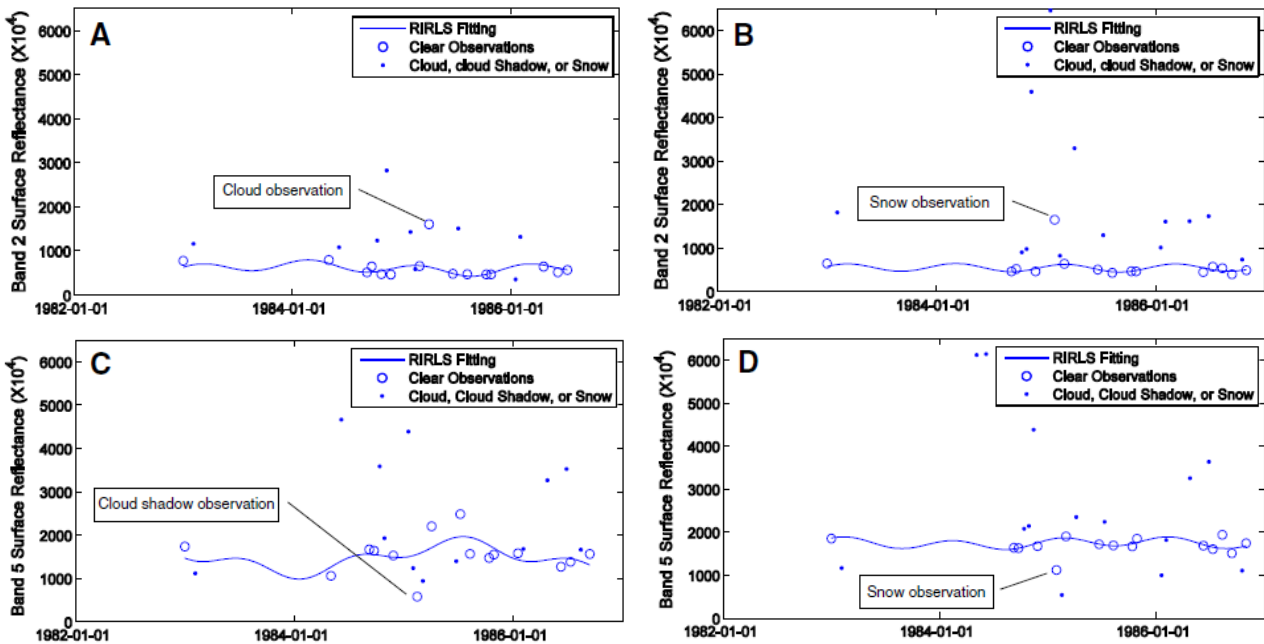 A
RIRLS Fitting
Clear Observations
Cloud, cloud Shadow, or Snow
Cloud observation
Band 2 Surface Reflectance (X10⁴)
6000
5000
4000
3000
2000
1000
0
1982-01-01
1984-01-01
1986-01-01
B
RIRLS Fitting
Clear Observations
Cloud, cloud Shadow, or Snow
Snow observation
Band 2 Surface Reflectance (X10⁴)
6000
5000
4000
3000
2000
1000
0
1982-01-01
1984-01-01
1986-01-01
C
RIRLS Fitting
Clear Observations
Cloud, Cloud Shadow, or Snow
Cloud shadow observation
Band 5 Surface Reflectance (X10⁴)
6000
5000
4000
3000
2000
1000
0
1982-01-01
1984-01-01
1986-01-01
D
RIRLS Fitting
Clear Observations
Cloud, Cloud Shadow, or Snow
Snow observation
Band 5 Surface Reflectance (X10⁴)
6000
5000
4000
3000
2000
1000
0
1982-01-01
1984-01-01
1986-01-01